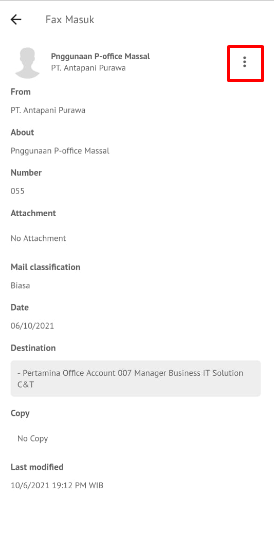 Fax Masuk
Pnggunaan P-office Massal
PT. Antapani Purawa
From
PT. Antapani Purawa
About
Pnggunaan P-office Massal
Number
055
Attachment
No Attachment
Mail classification
Biasa
Date
06/10/2021
Destination
- Pertamina Office Account 007 Manager Business IT Solution
C&T
Copy
No Copy
Last modified
10/6/2021 19:12 PM WIB